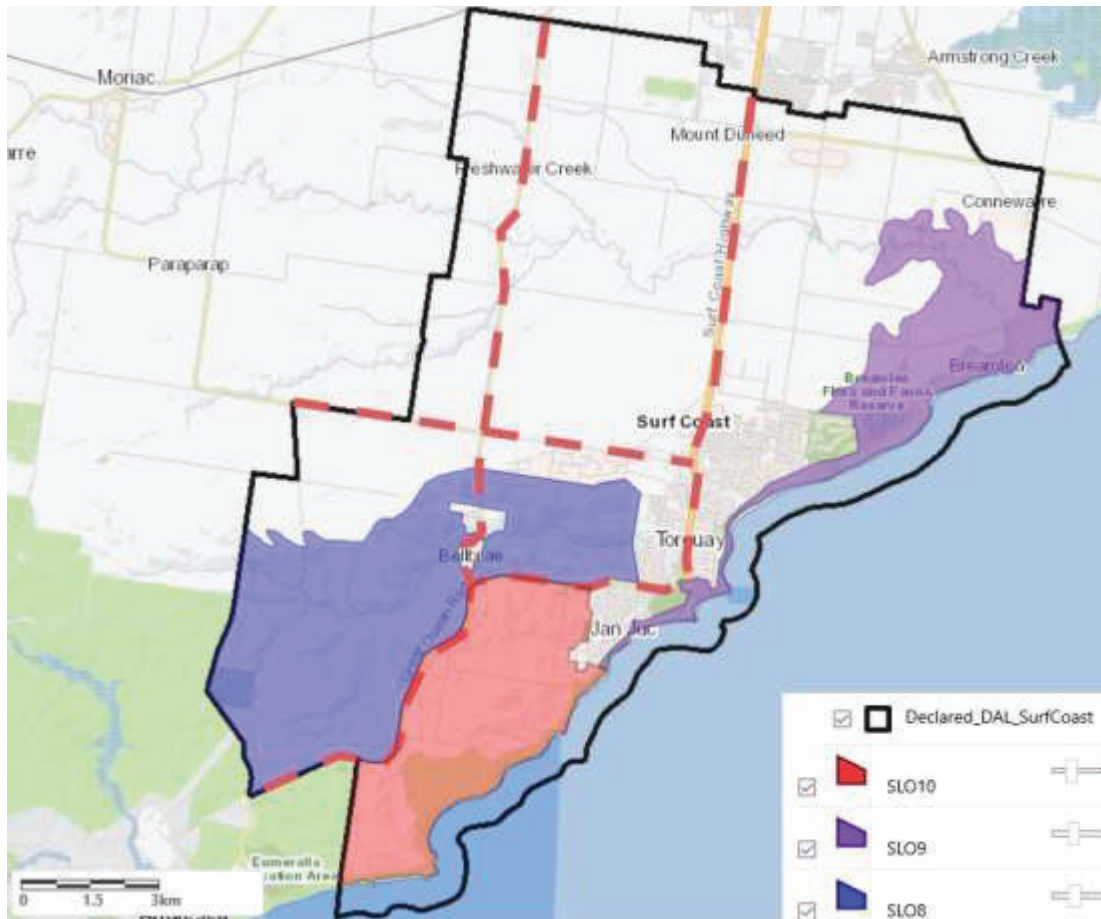 Armstrong Creek
Moriac
Mount Duneed
Freshwater Creek
Connewarre
Surf Coast Highway
Paraparap
Breamlea
Breamlea
Flora and Fauna
Reserve
Surf Coast
Torquay
Bellbrae
Jan Juc
Declared_DAL_SurfCoast
SLO10
SLO9
SLO8
Eumeralla
0 1.5 3km